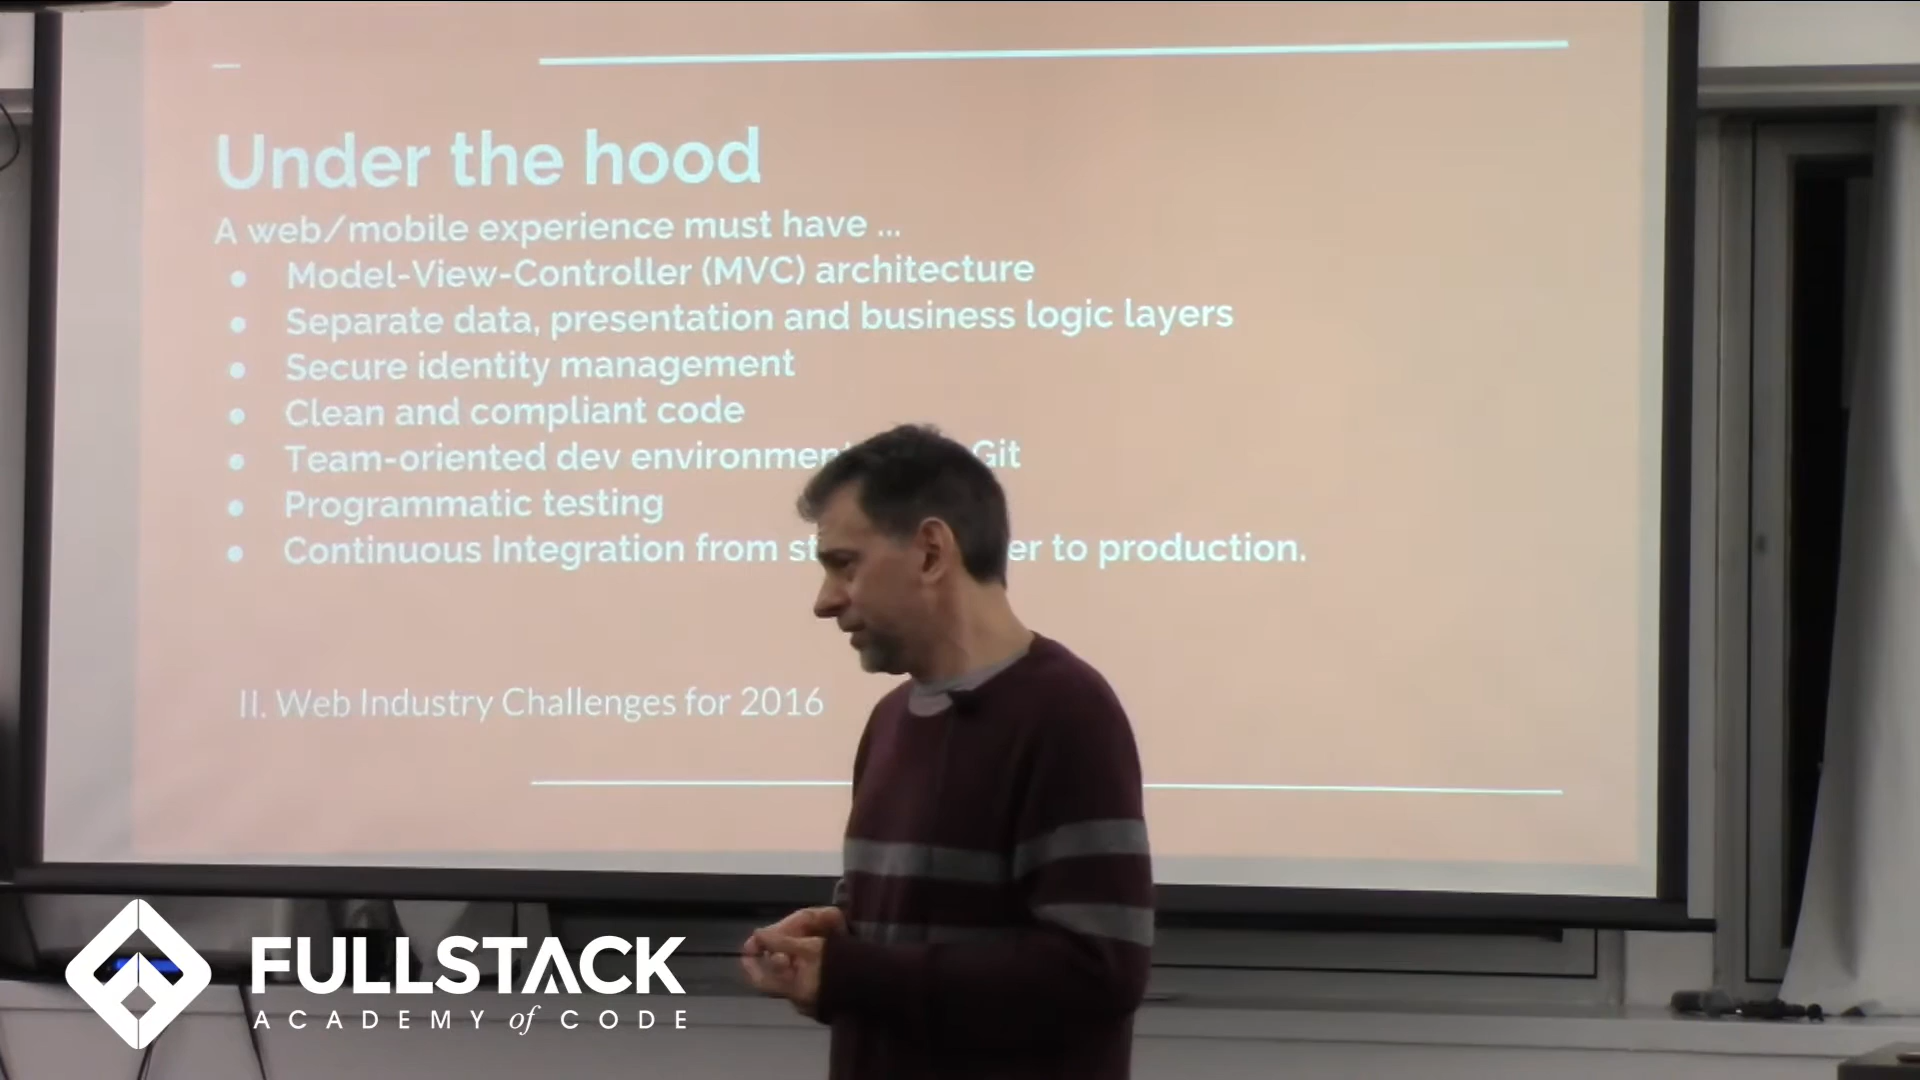 Under the hood
A web/mobile experience must have ...
● Model-View-Controller (MVC) architecture
● Separate data, presentation and business logic layers
● Secure identity management
● Clean and compliant code
● Team-oriented dev environment Git
● Programmatic testing
● Continuous Integration from to production.
II. Web Industry Challenges for 2016
FULLSTACK
ACADEMY of CODE